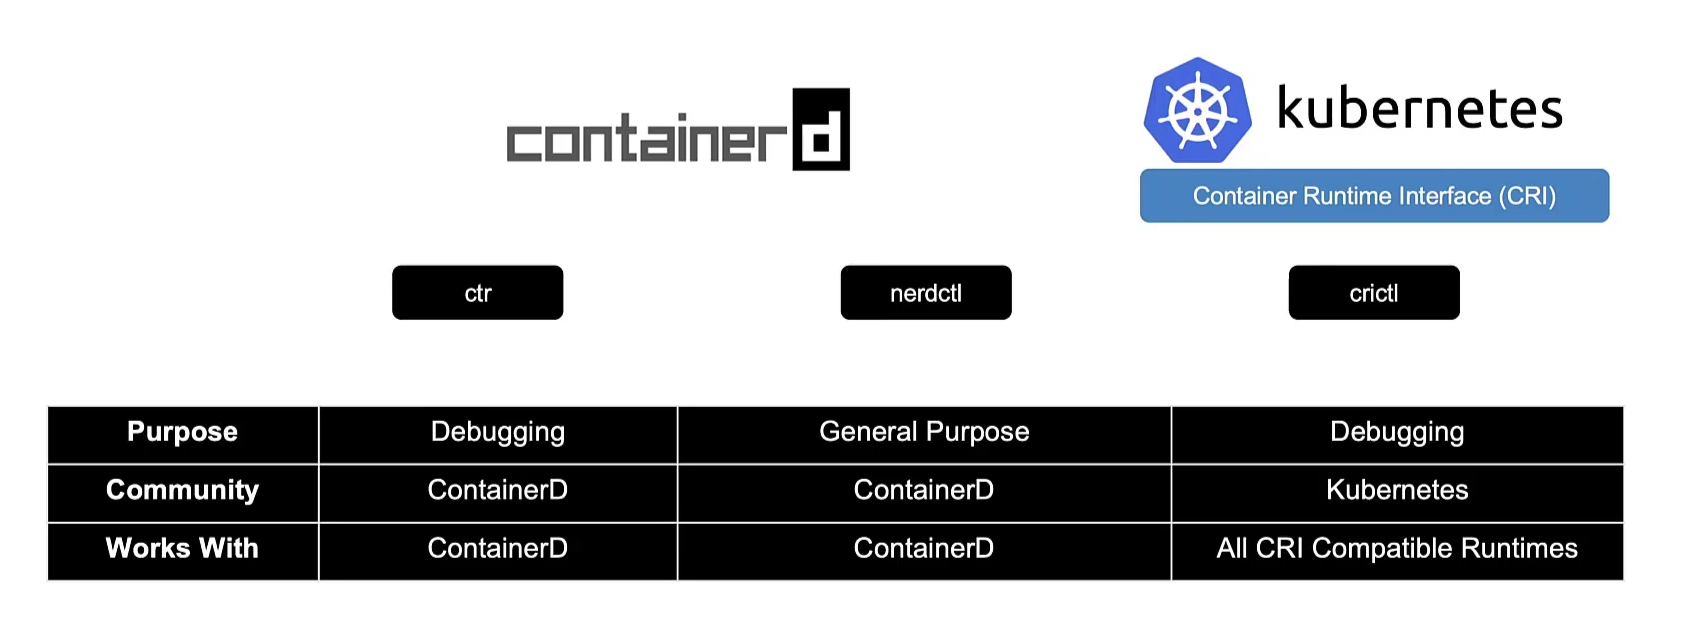 containerd
kubernetes
Container Runtime Interface (CRI)
ctr nerdctl crictl
Purpose Debugging General Purpose Debugging
Community ContainerD ContainerD Kubernetes
Works With ContainerD ContainerD All CRI Compatible Runtimes